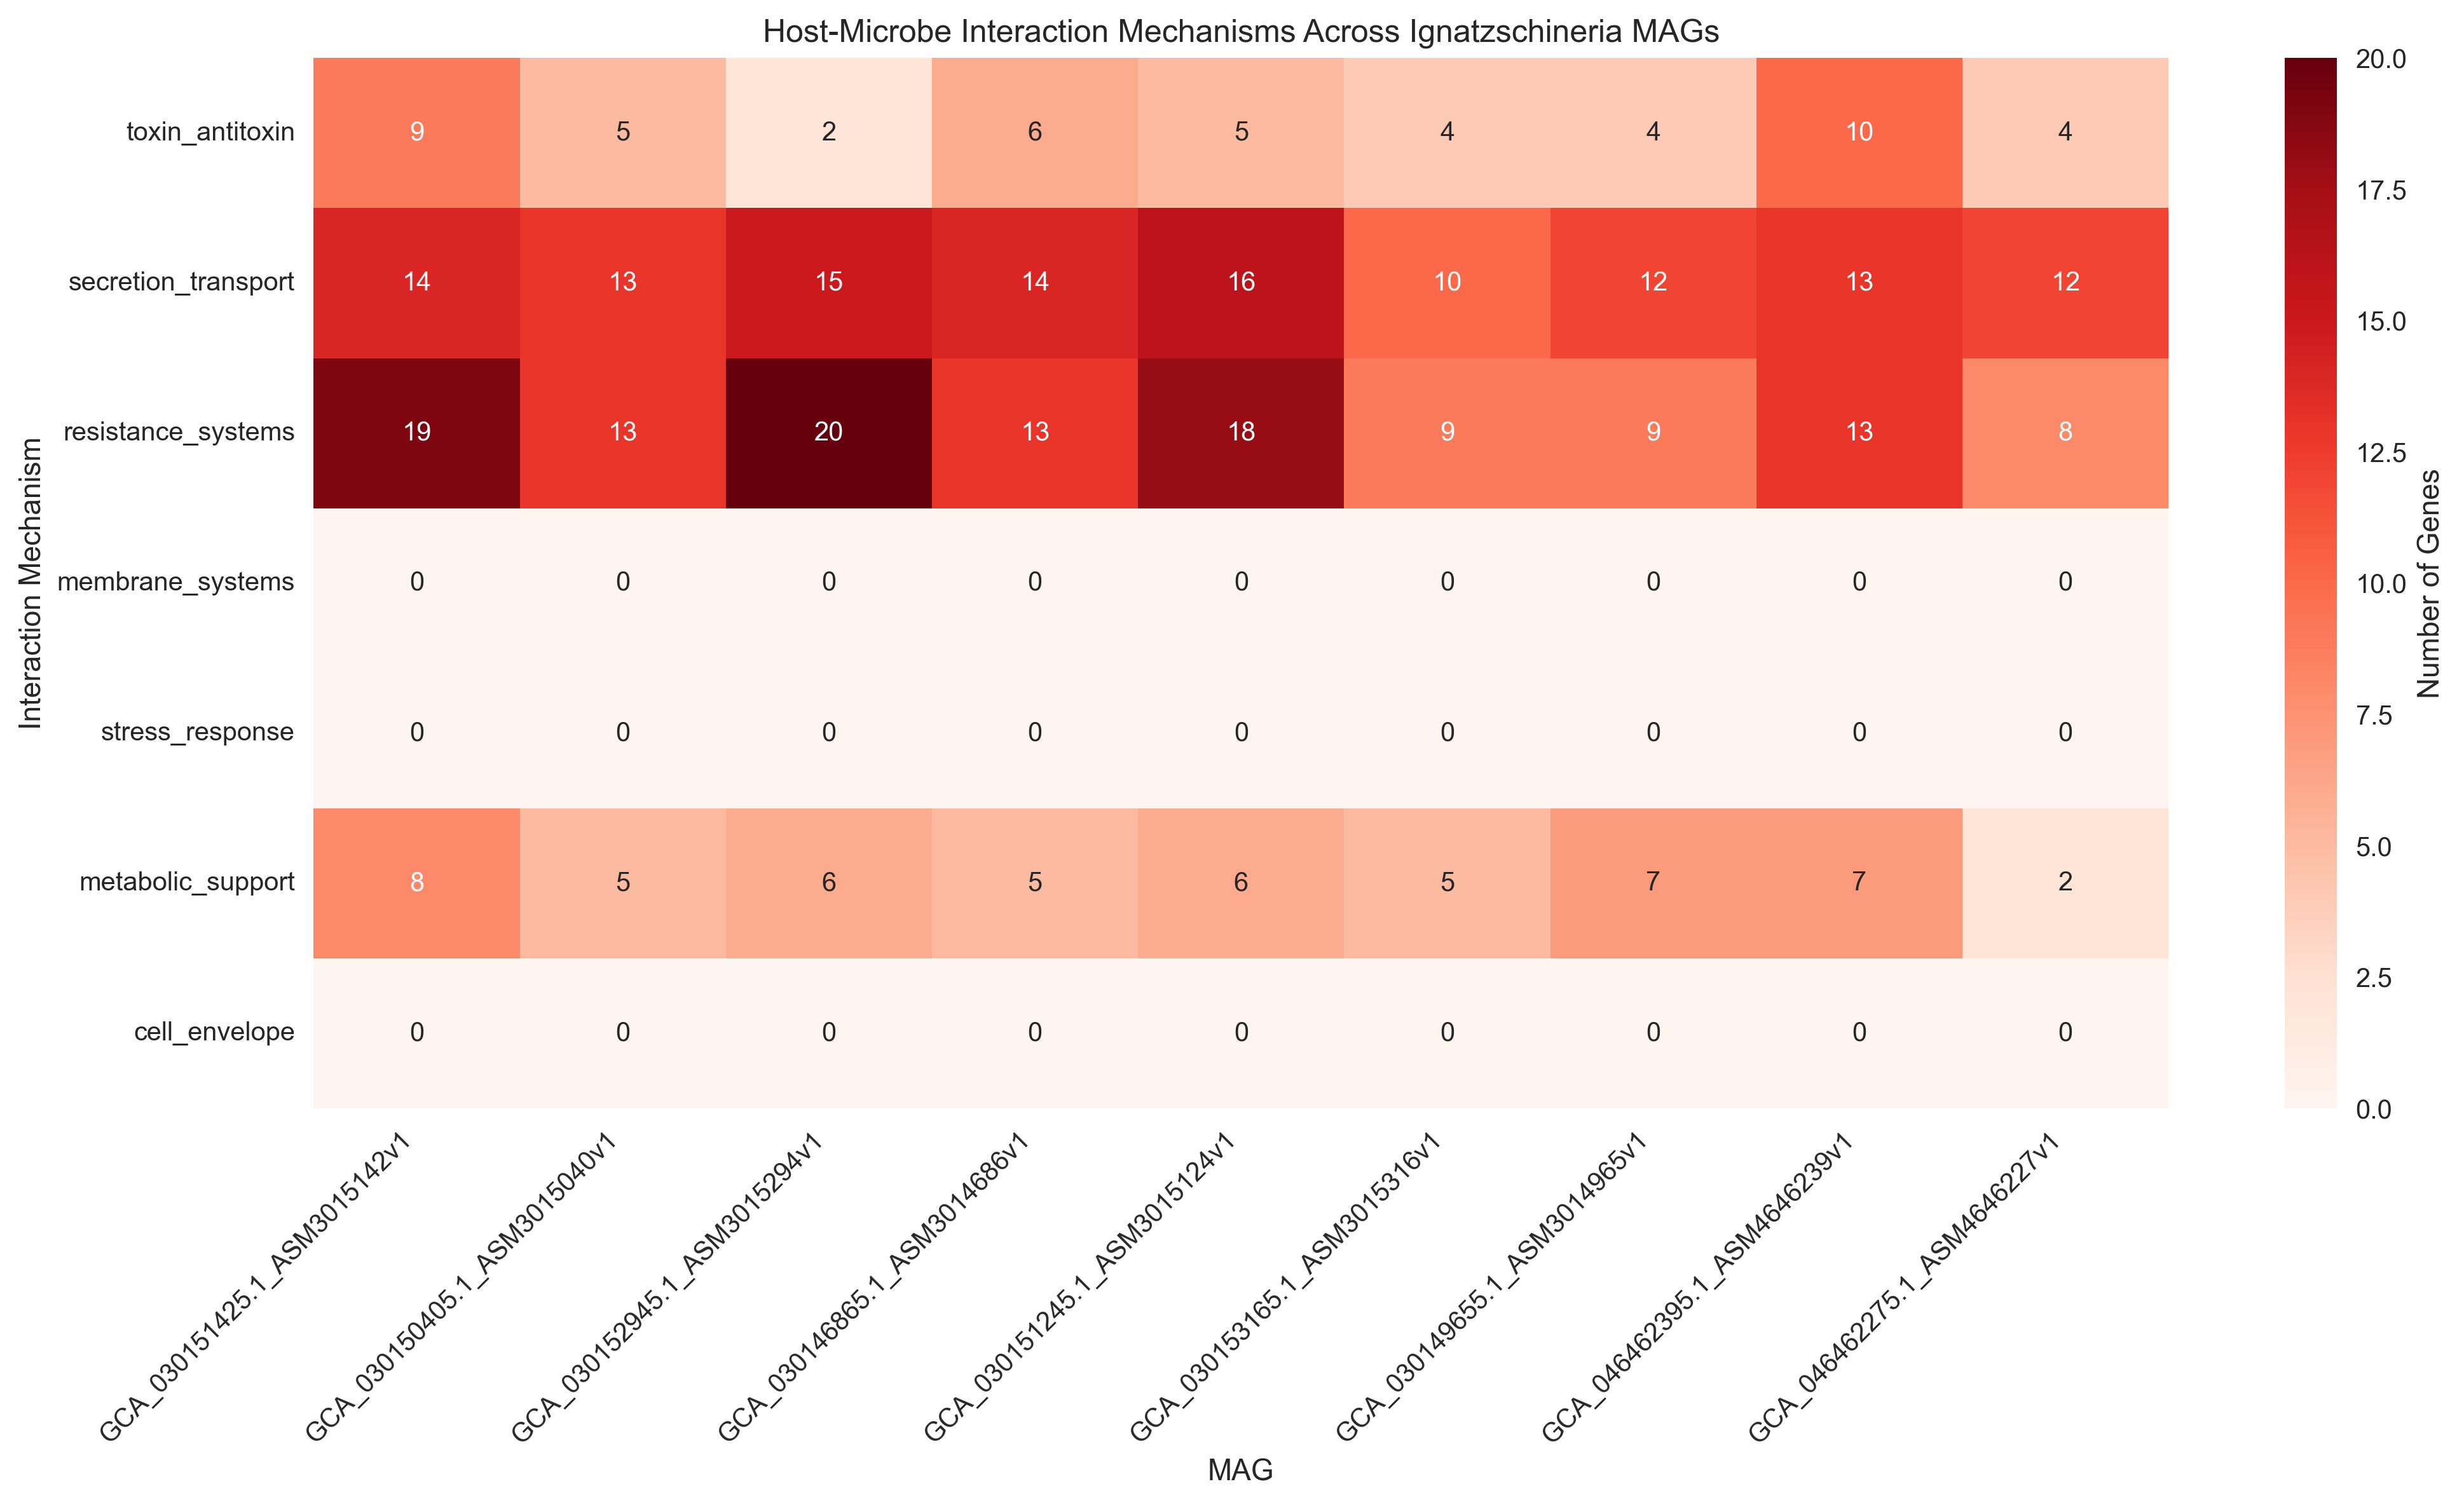 Host-Microbe Interaction Mechanisms Across Ignatzschineria MAGs
Interaction Mechanism
toxin_antitoxin 9 5 2 6 5 4 4 10 4
secretion_transport 14 13 15 14 16 10 12 13 12
resistance_systems 19 13 20 13 18 9 9 13 8
membrane_systems 0 0 0 0 0 0 0 0 0
stress_response 0 0 0 0 0 0 0 0 0
metabolic_support 8 5 6 5 6 5 7 7 2
cell_envelope 0 0 0 0 0 0 0 0 0
GCA_030151425.1_ASM3015142v1
GCA_030150405.1_ASM3015040v1
GCA_030152945.1_ASM3015294v1
GCA_030146865.1_ASM3014686v1
GCA_030151245.1_ASM3015124v1
GCA_030153165.1_ASM3015316v1
GCA_030149655.1_ASM3014965v1
GCA_046462395.1_ASM4646239v1
GCA_046462275.1_ASM4646227v1
MAG
20.0
17.5
15.0
12.5
10.0
7.5
5.0
2.5
0.0
Number of Genes